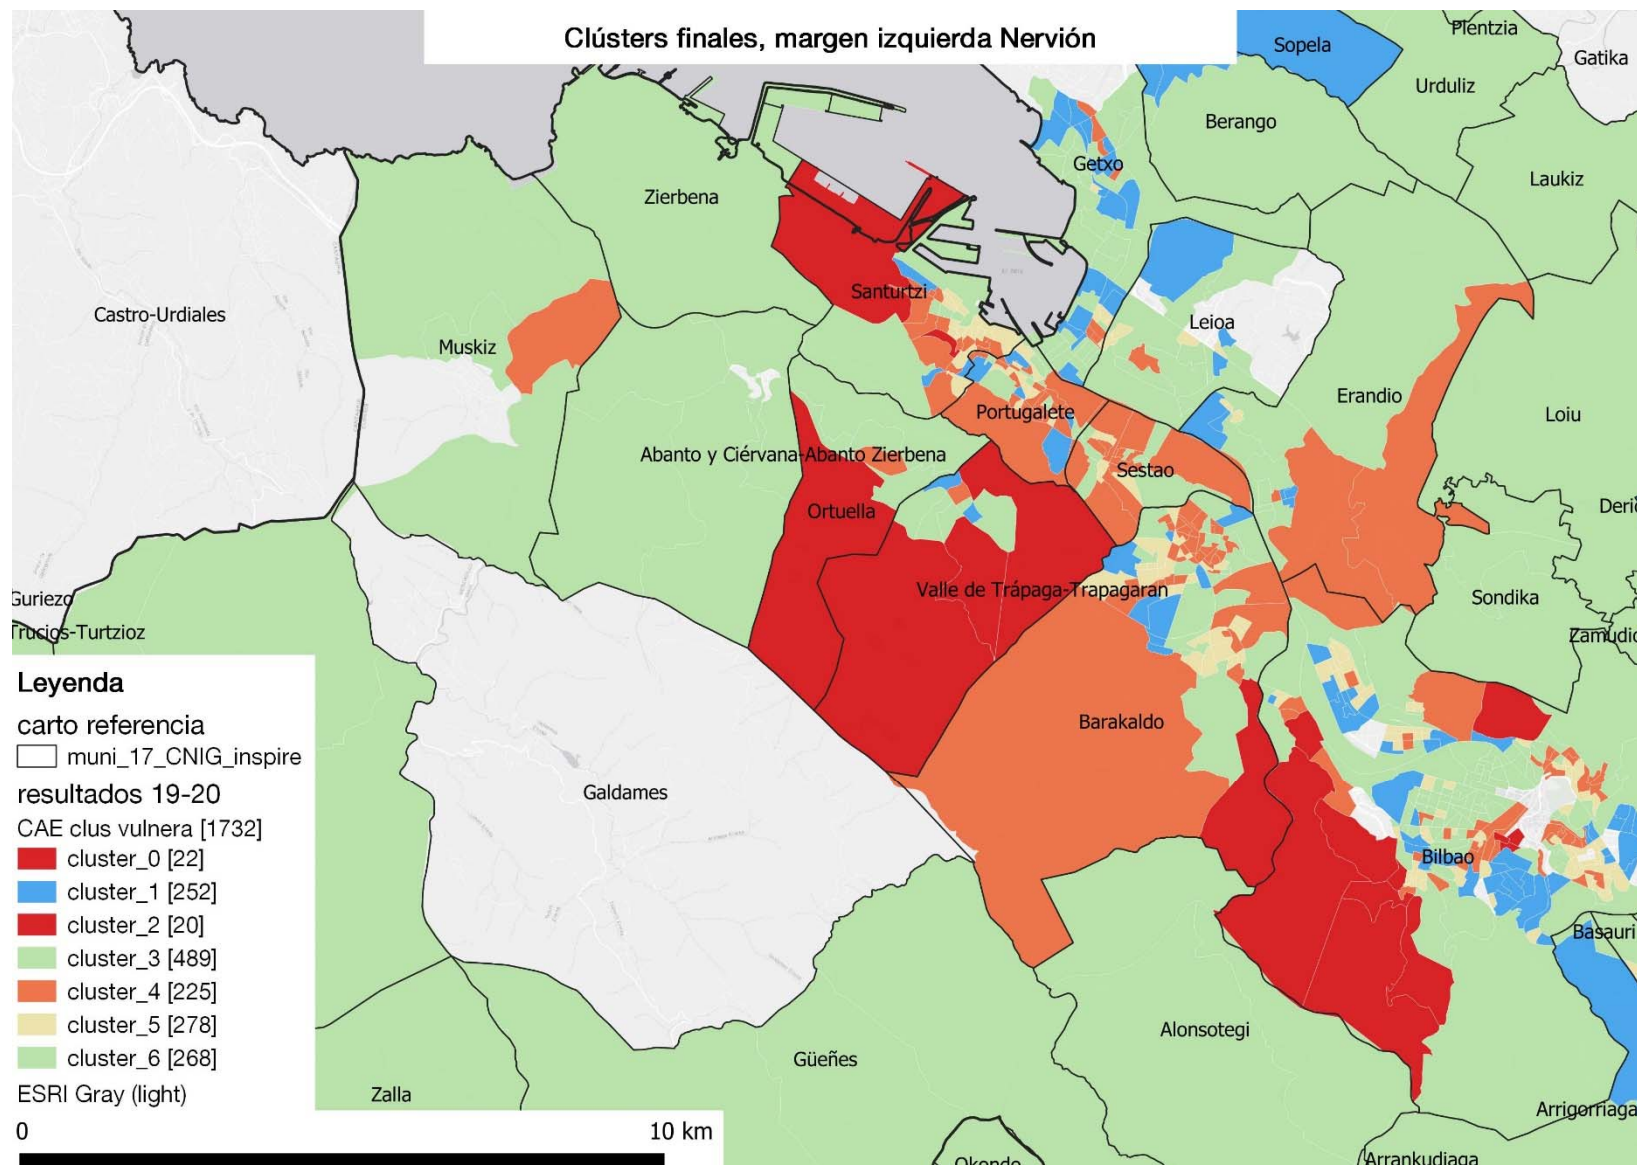 Clústers finales, margen izquierda Nervión
Plentzia
Sopela
Gatika
Urduliz
Berango
Getxo
Laukiz
Zierbena
Santurtzi
Castro-Urdiales
Leioa
Muskiz
Erandio
Portugalete
Loiu
Abanto y Ciérvana-Abanto Zierbena
Sestao
Ortuella
Valle de Trápaga-Trapagaran
Guriezo
Sondika
Trucios-Turtzioz
Barakaldo
Galdames
Bilbao
Basauri
Alonsotegi
Güeñes
Zalla
Arrigorriaga
Arrankudiaga
Leyenda
carto referencia
muni_17_CNIG_inspire
resultados 19-20
CAE clus vulnera [1732]
cluster_0 [22]
cluster_1 [252]
cluster_2 [20]
cluster_3 [489]
cluster_4 [225]
cluster_5 [278]
cluster_6 [268]
ESRI Gray (light)
0 10 km